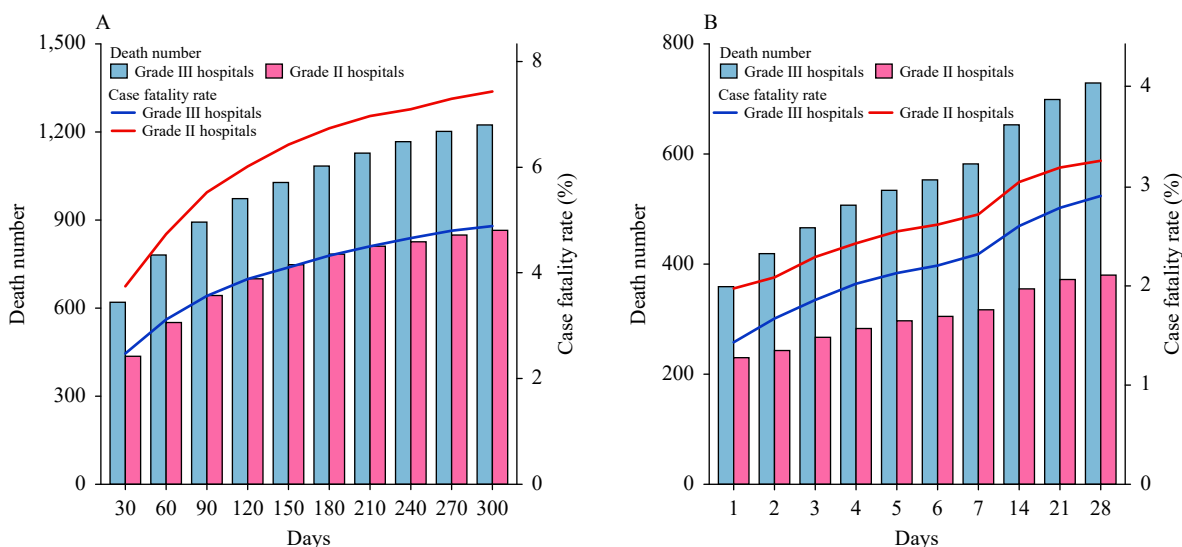 A
Death number
Grade III hospitals Grade II hospitals
Case fatality rate
Grade III hospitals
Grade II hospitals
1,500
1,200
900
600
300
0
Death number
8
6
4
2
0
Case fatality rate (%)
30 60 90 120 150 180 210 240 270 300
Days
B
Death number
Grade III hospitals Grade II hospitals
Case fatality rate
Grade III hospitals Grade II hospitals
800
600
400
200
0
Death number
4
3
2
1
0
Case fatality rate (%)
1 2 3 4 5 6 7 14 21 28
Days